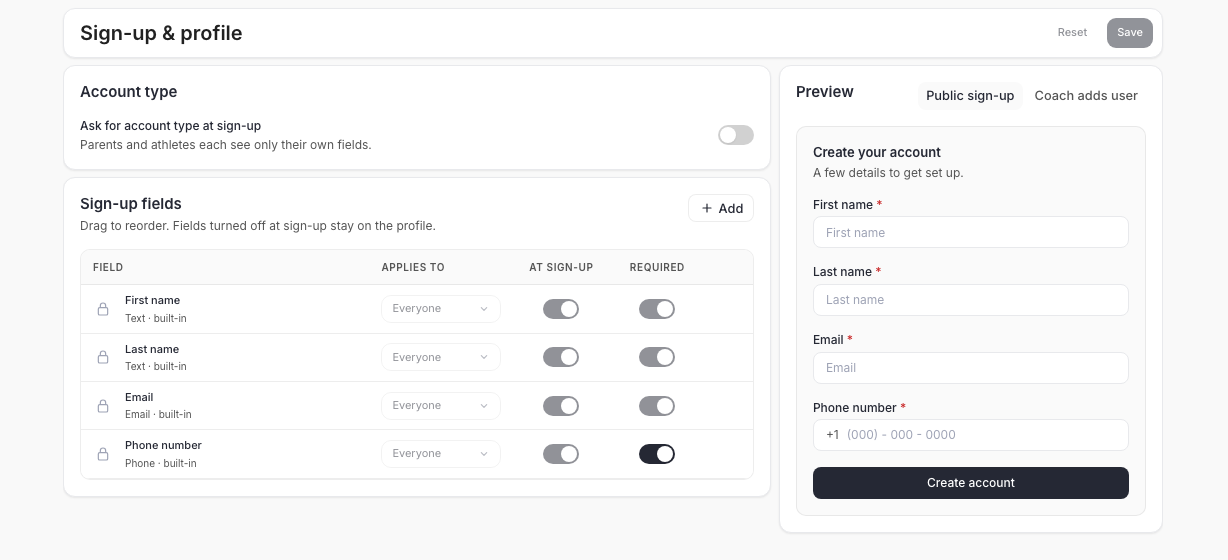 Sign-up & profile
Reset
Save
Account type
Ask for account type at sign-up
Parents and athletes each see only their own fields.
Sign-up fields
Drag to reorder. Fields turned off at sign-up stay on the profile.
+ Add
FIELD APPLIES TO AT SIGN-UP REQUIRED
First name
Text · built-in
Everyone
Last name
Text · built-in
Everyone
Email
Email · built-in
Everyone
Phone number
Phone · built-in
Everyone
Preview
Public sign-up
Coach adds user
Create your account
A few details to get set up.
First name *
First name
Last name *
Last name
Email *
Email
Phone number *
+1 (000) - 000 - 0000
Create account